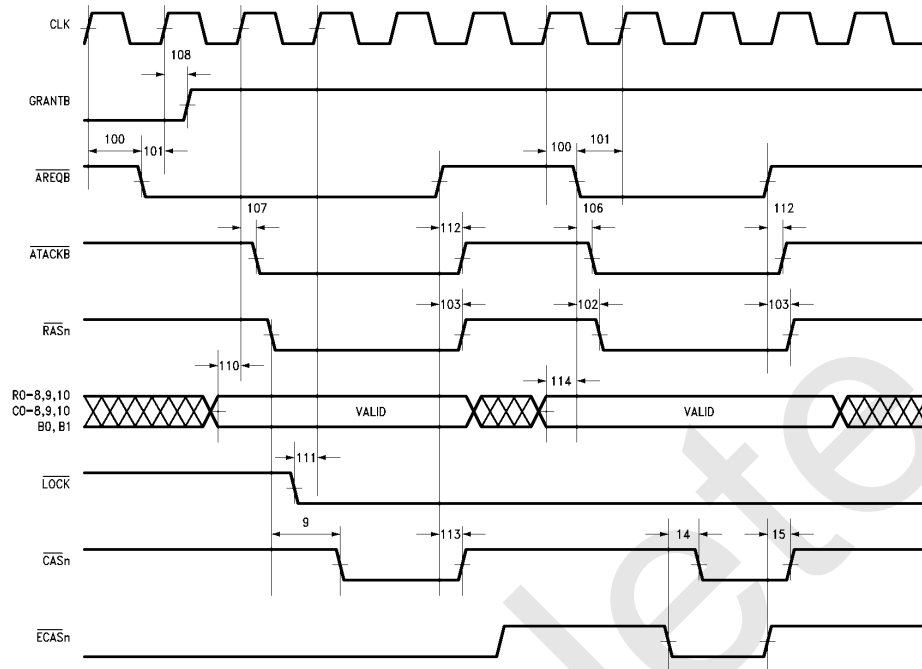 CLK
108
GRANTB
100
101
100
101
AREQB
107
112
106
112
ATACKB
103
102
103
RASn
110
114
R0-8,9,10
C0-8,9,10
B0, B1
VALID
VALID
111
LOCK
9
113
14
15
CASn
ECASn
lete